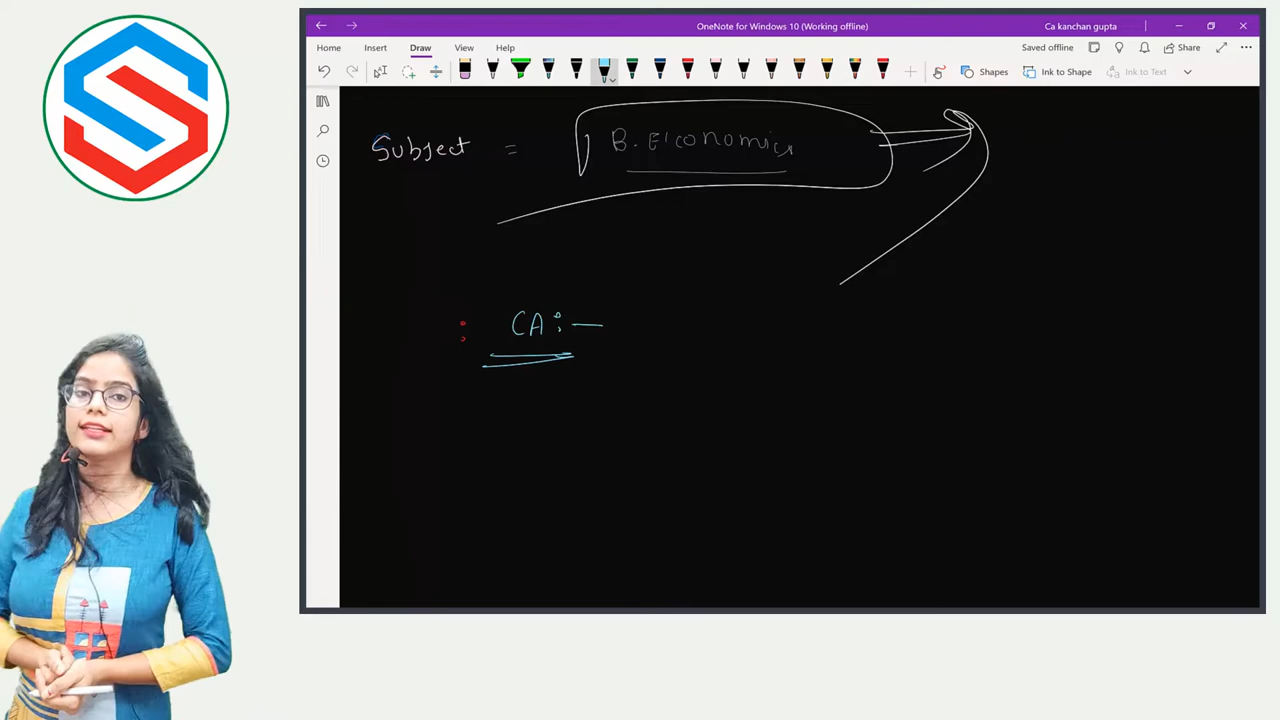 OneNote for Windows 10 (Working offline)
Ca kanchan gupta
Home Insert Draw View Help
Saved offline
Share
Shapes
Ink to Shape
Ink to Text
Subject = B. Elconomics
: CA :—